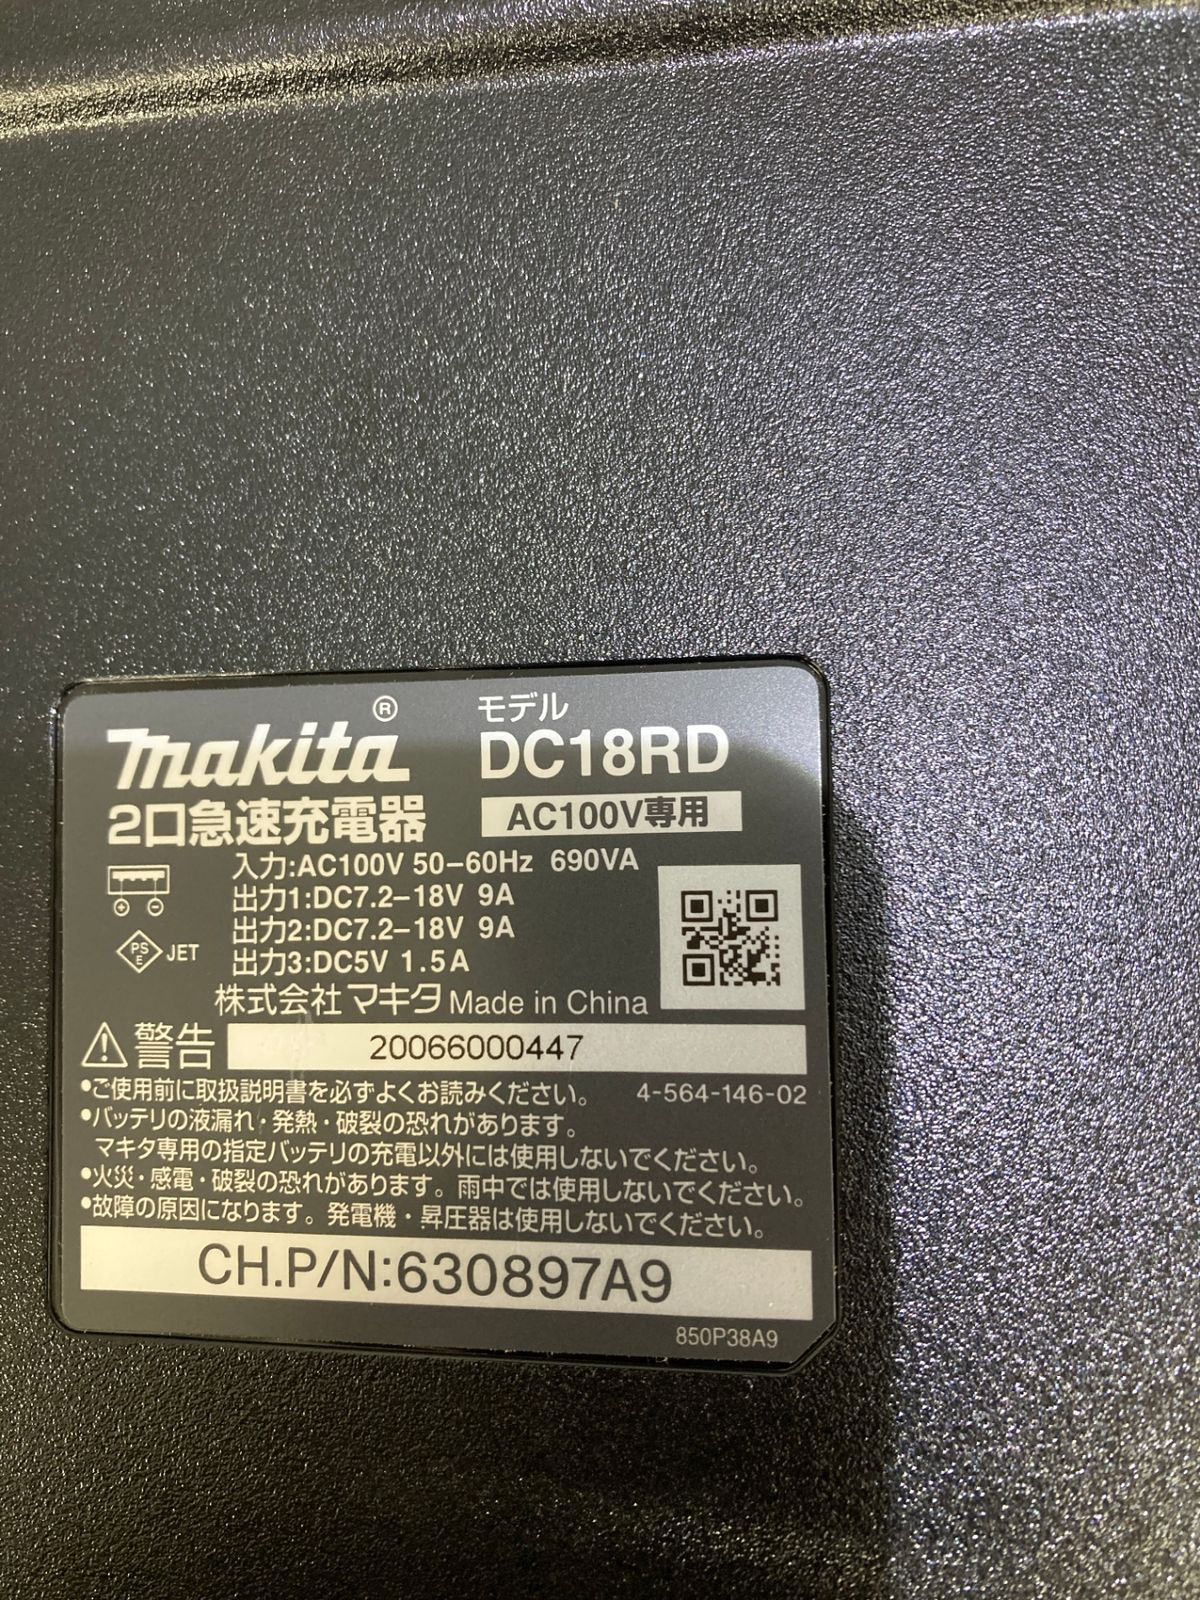 makita®
モデル
DC18RD
2口急速充電器
AC100V専用
入力:AC100V 50-60Hz 690VA
出力1:DC7.2-18V 9A
出力2:DC7.2-18V 9A
出力3:DC5V 1.5A
PS
E
JET
株式会社マキタ Made in China
警告
20066000447
•ご使用前に取扱説明書を必ずよくお読みください。 4-564-146-02
•バッテリの液漏れ・発熱・破裂の恐れがあります。
マキタ専用の指定バッテリの充電以外には使用しないでください。
•火災・感電・破裂の恐れがあります。雨中では使用しないでください。
•故障の原因になります。発電機・昇圧器は使用しないでください。
CH.P/N:630897A9
850P38A9